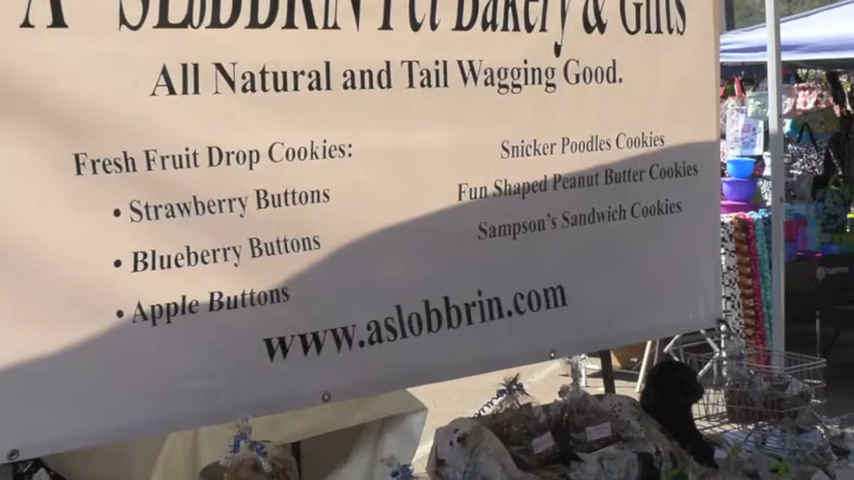 A SLOBBRIN Pet Bakery & Gifts
All Natural and Tail Wagging Good.
Fresh Fruit Drop Cookies:
• Strawberry Buttons
• Blueberry Buttons
• Apple Buttons
Snicker Poodles Cookies
Fun Shaped Peanut Butter Cookies
Sampson's Sandwich Cookies
www.aslobbrin.com